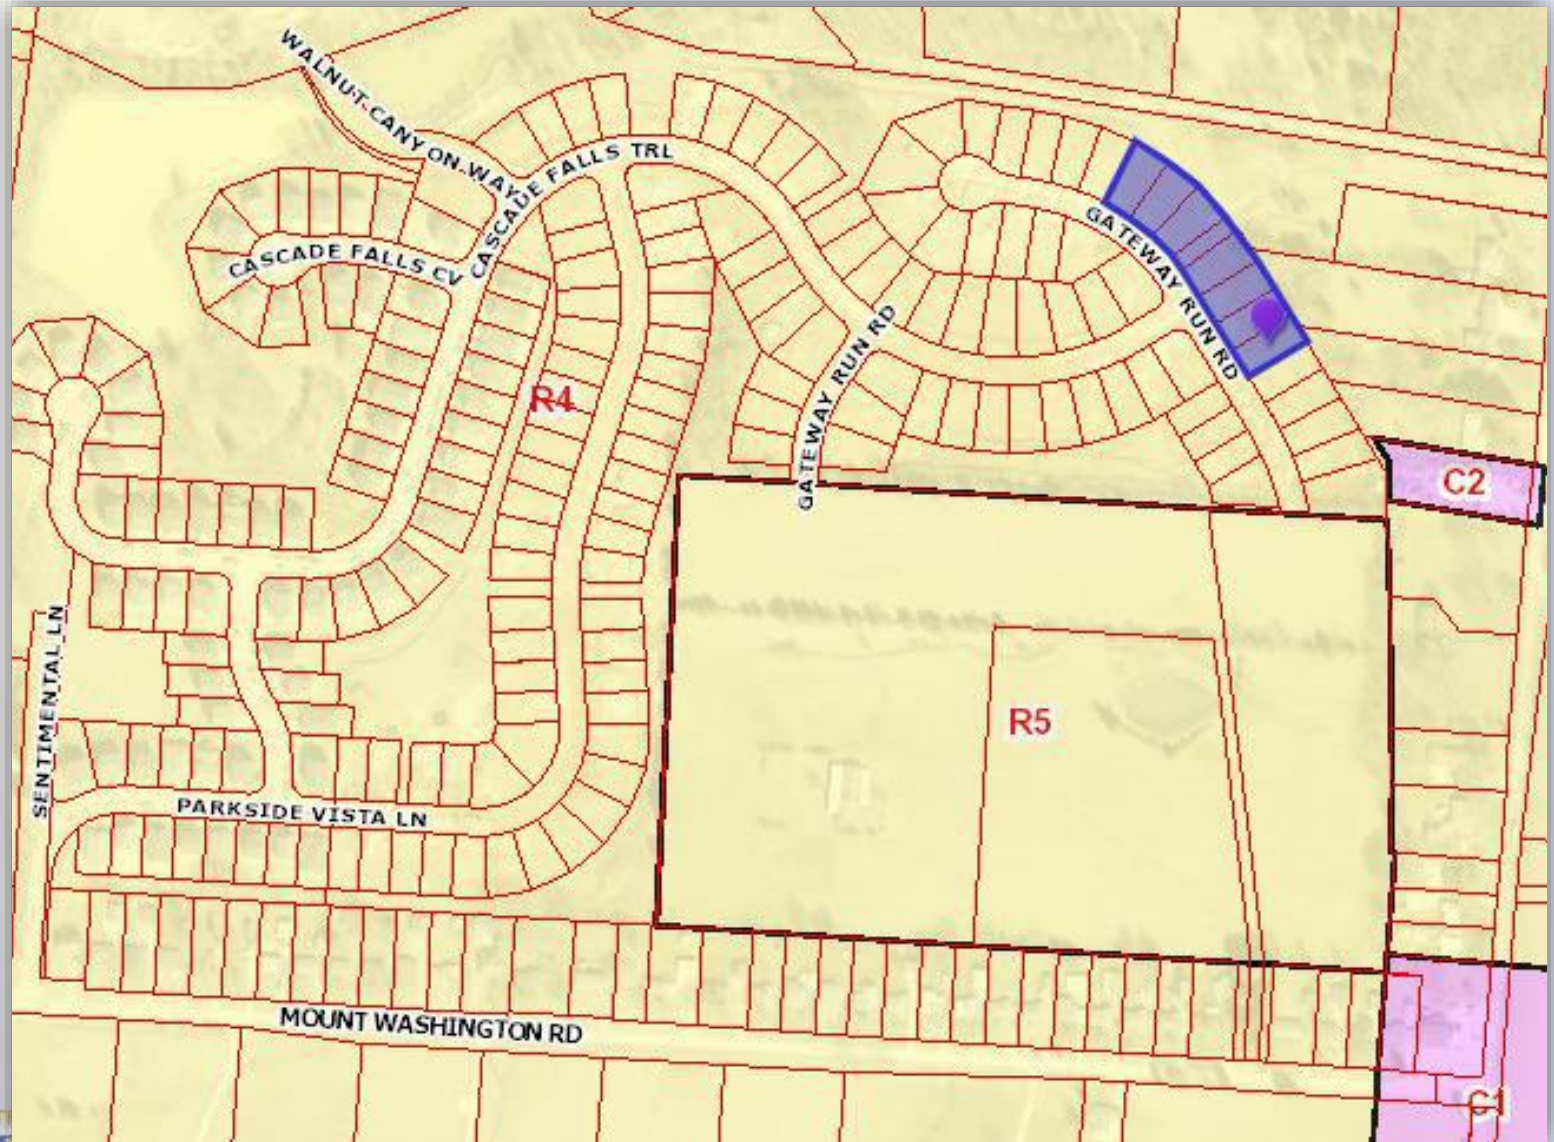 WALNUT CANYON WAY
CASCADE FALLS TRL
CASCADE FALLS CV
GATEWAY RUN RD
GATEWAY RUN RD
R4
C2
SENTIMENTAL LN
R5
PARKSIDE VISTA LN
MOUNT WASHINGTON RD
C1